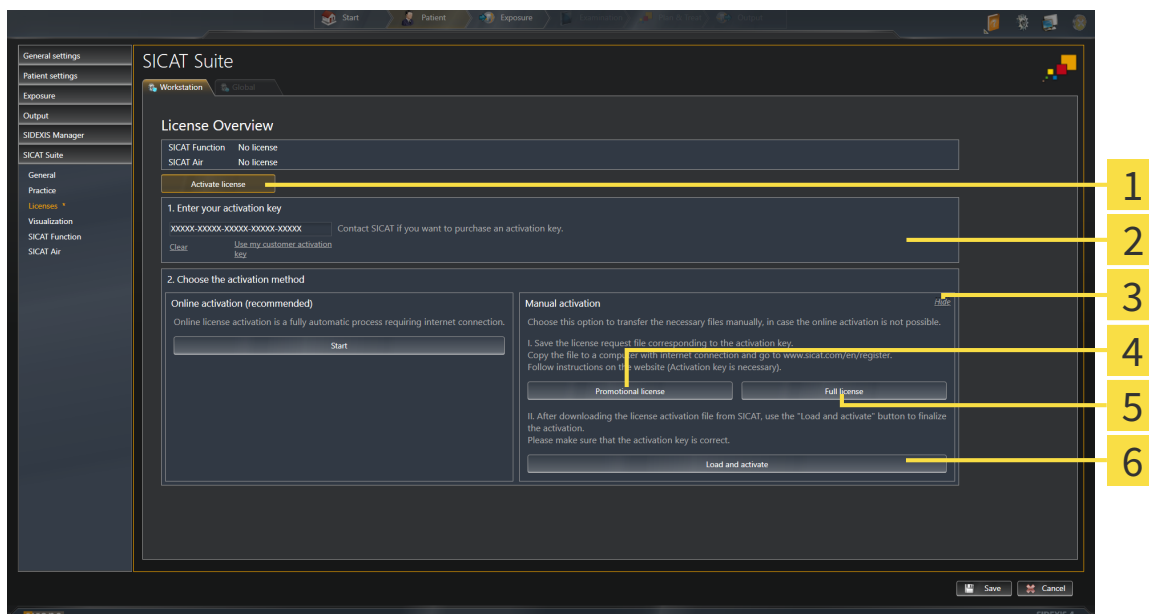 Start
Patient
Exposure
General settings
Patient settings
Exposure
Output
SIDEXIS Manager
SICAT Suite
General
Practice
Licenses *
Visualization
SICAT Function
SICAT Air
SICAT Suite
Workstation
Global
License Overview
SICAT Function No license
SICAT Air No license
Activate license
1. Enter your activation key
XXXXX-XXXXX-XXXXX-XXXXX-XXXXX Contact SICAT if you want to purchase an activation key.
Clear Use my customer activation
key
2. Choose the activation method
Online activation (recommended)
Online license activation is a fully automatic process requiring internet connection.
Start
Manual activation Hide
Choose this option to transfer the necessary files manually, in case the online activation is not possible.
I. Save the license request file corresponding to the activation key.
Copy the file to a computer with internet connection and go to www.sicat.com/en/register.
Follow instructions on the website (Activation key is necessary).
Promotional license Full license
II. After downloading the license activation file from SICAT, use the "Load and activate" button to finalize
the activation.
Please make sure that the activation key is correct.
Load and activate
Save Cancel
1
2
3
4
5
6